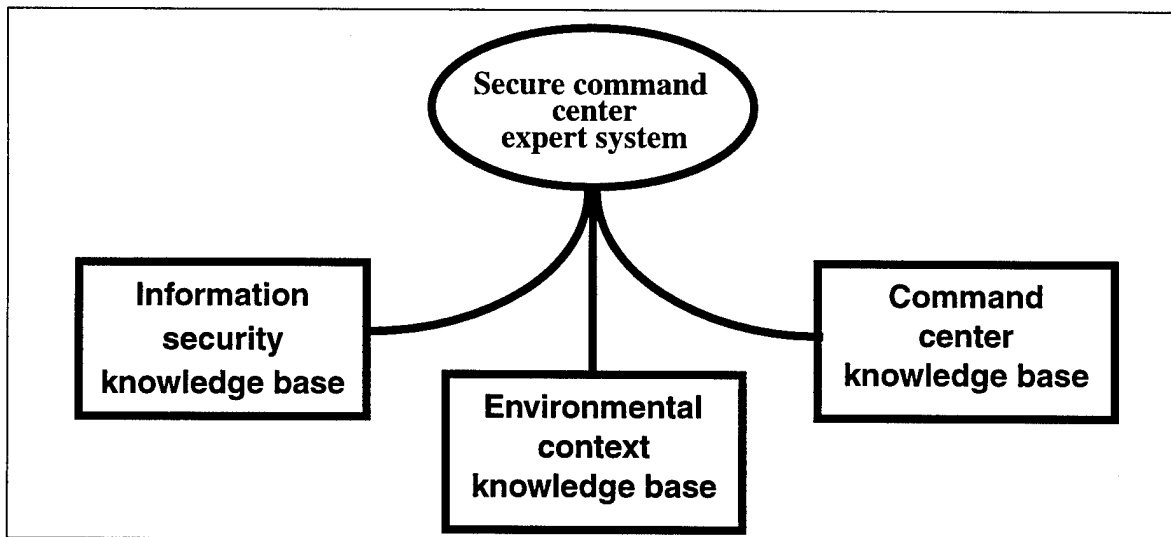 Secure command
center
expert system
Information
security
knowledge base
Environmental
context
knowledge base
Command
center
knowledge base